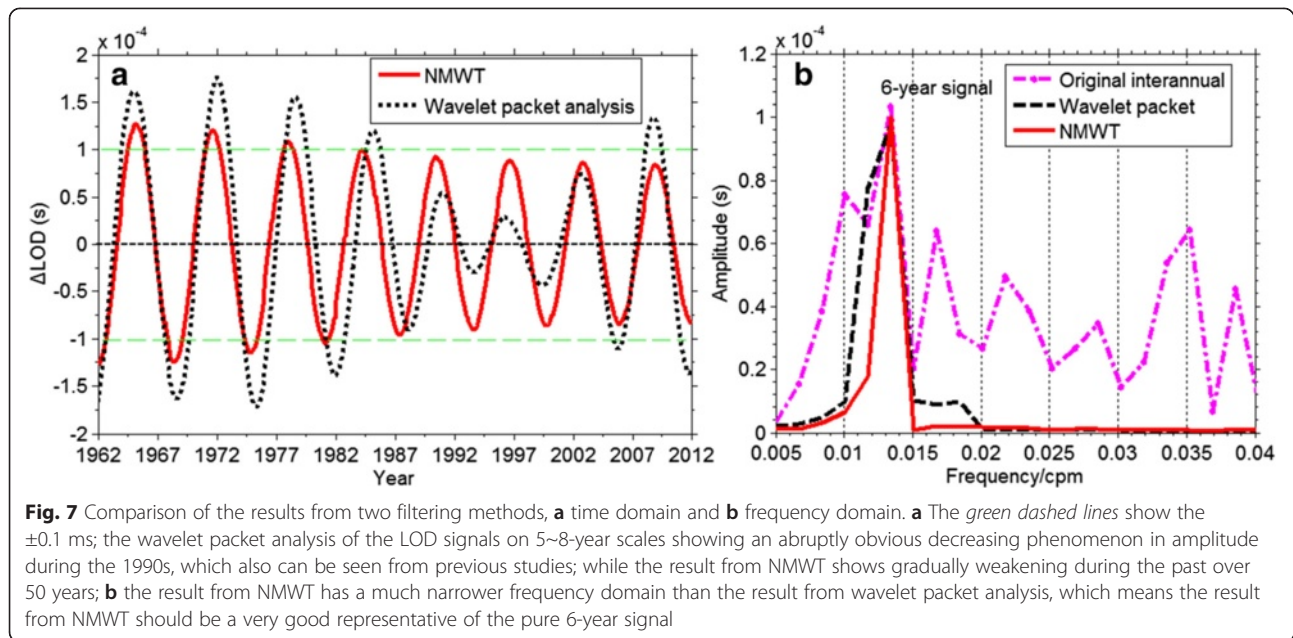 × 10⁻⁴
a
NMWT
Wavelet packet analysis
2
1.5
1
0.5
0
-0.5
-1
-1.5
-2
ΔLOD (s)
1962 1967 1972 1977 1982 1987 1992 1997 2002 2007 2012
Year
× 10⁻⁴
b
6-year signal
Original interannual
Wavelet packet
NMWT
1.2
1
0.8
0.6
0.4
0.2
0
Amplitude (s)
0.005 0.01 0.015 0.02 0.025 0.03 0.035 0.04
Frequency/cpm
Fig. 7 Comparison of the results from two filtering methods, a time domain and b frequency domain. a The green dashed lines show the
±0.1 ms; the wavelet packet analysis of the LOD signals on 5~8-year scales showing an abruptly obvious decreasing phenomenon in amplitude
during the 1990s, which also can be seen from previous studies; while the result from NMWT shows gradually weakening during the past over
50 years; b the result from NMWT has a much narrower frequency domain than the result from wavelet packet analysis, which means the result
from NMWT should be a very good representative of the pure 6-year signal